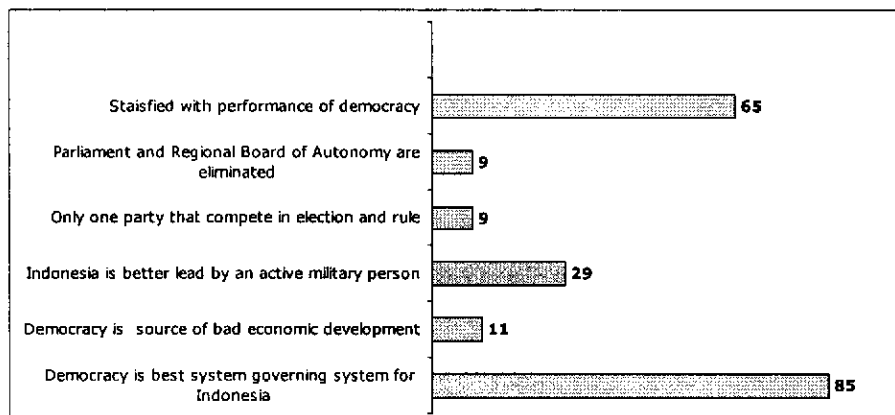 Staisfied with performance of democracy
65
Parliament and Regional Board of Autonomy are
eliminated
9
Only one party that compete in election and rule
9
Indonesia is better lead by an active military person
29
Democracy is source of bad economic development
11
Democracy is best system governing system for
Indonesia
85